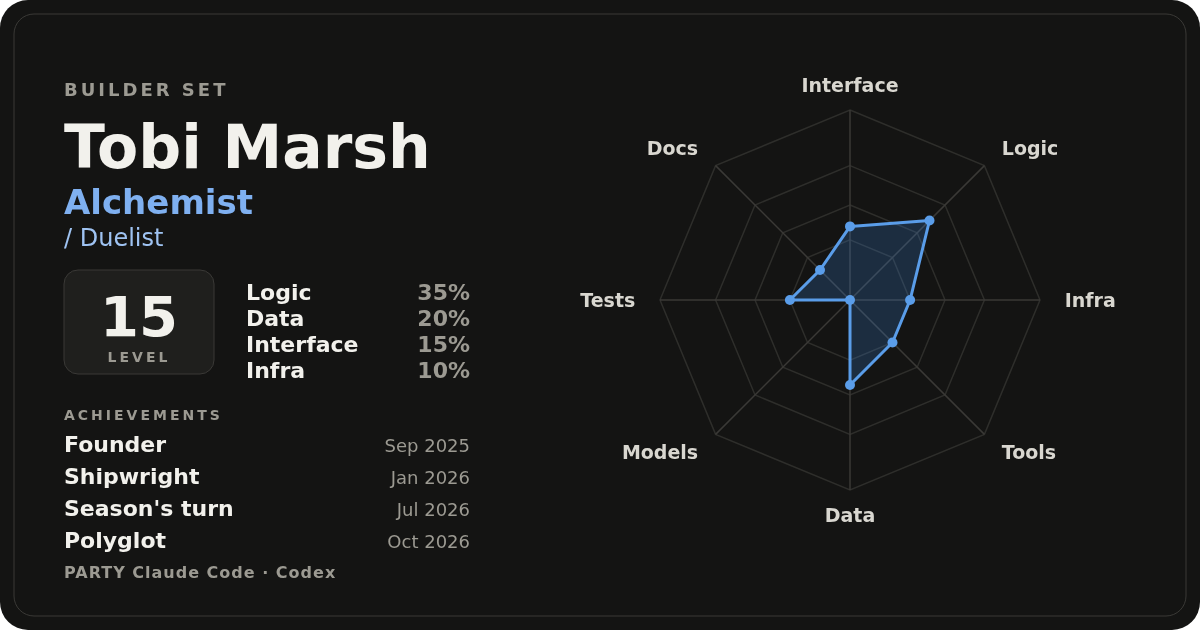 BUILDER SET
Tobi Marsh
Alchemist
/ Duelist
15
LEVEL
Logic 35%
Data 20%
Interface 15%
Infra 10%
ACHIEVEMENTS
Founder Sep 2025
Shipwright Jan 2026
Season's turn Jul 2026
Polyglot Oct 2026
PARTY Claude Code · Codex
Interface
Logic
Infra
Tools
Data
Models
Tests
Docs